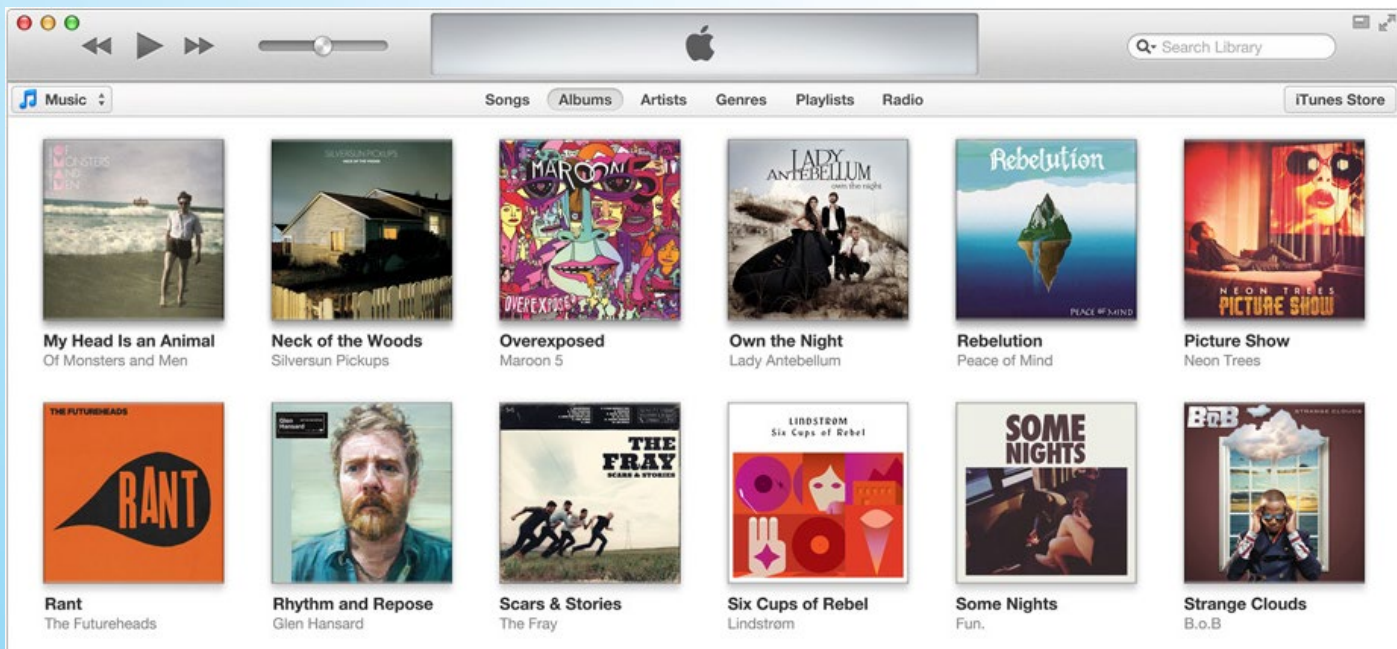 Search Library
Music
Songs Albums Artists Genres Playlists Radio
iTunes Store
OF MONSTERS AND MEN
SILVERSUN PICKUPS
NECK OF THE WOODS
MAROON 5
OVEREXPOSED
LADY ANTEBELLUM
own the night
Rebelution
PEACE OF MIND
NEON TREES
PICTURE SHOW
My Head Is an Animal
Of Monsters and Men
Neck of the Woods
Silversun Pickups
Overexposed
Maroon 5
Own the Night
Lady Antebellum
Rebelution
Peace of Mind
Picture Show
Neon Trees
THE FUTUREHEADS
RANT
Glen Hansard
THE FRAY
SCARS & STORIES
LINDSTRØM
Six Cups of Rebel
SOME NIGHTS
B.o.B
STRANGE CLOUDS
Rant
The Futureheads
Rhythm and Repose
Glen Hansard
Scars & Stories
The Fray
Six Cups of Rebel
Lindstrøm
Some Nights
Fun.
Strange Clouds
B.o.B